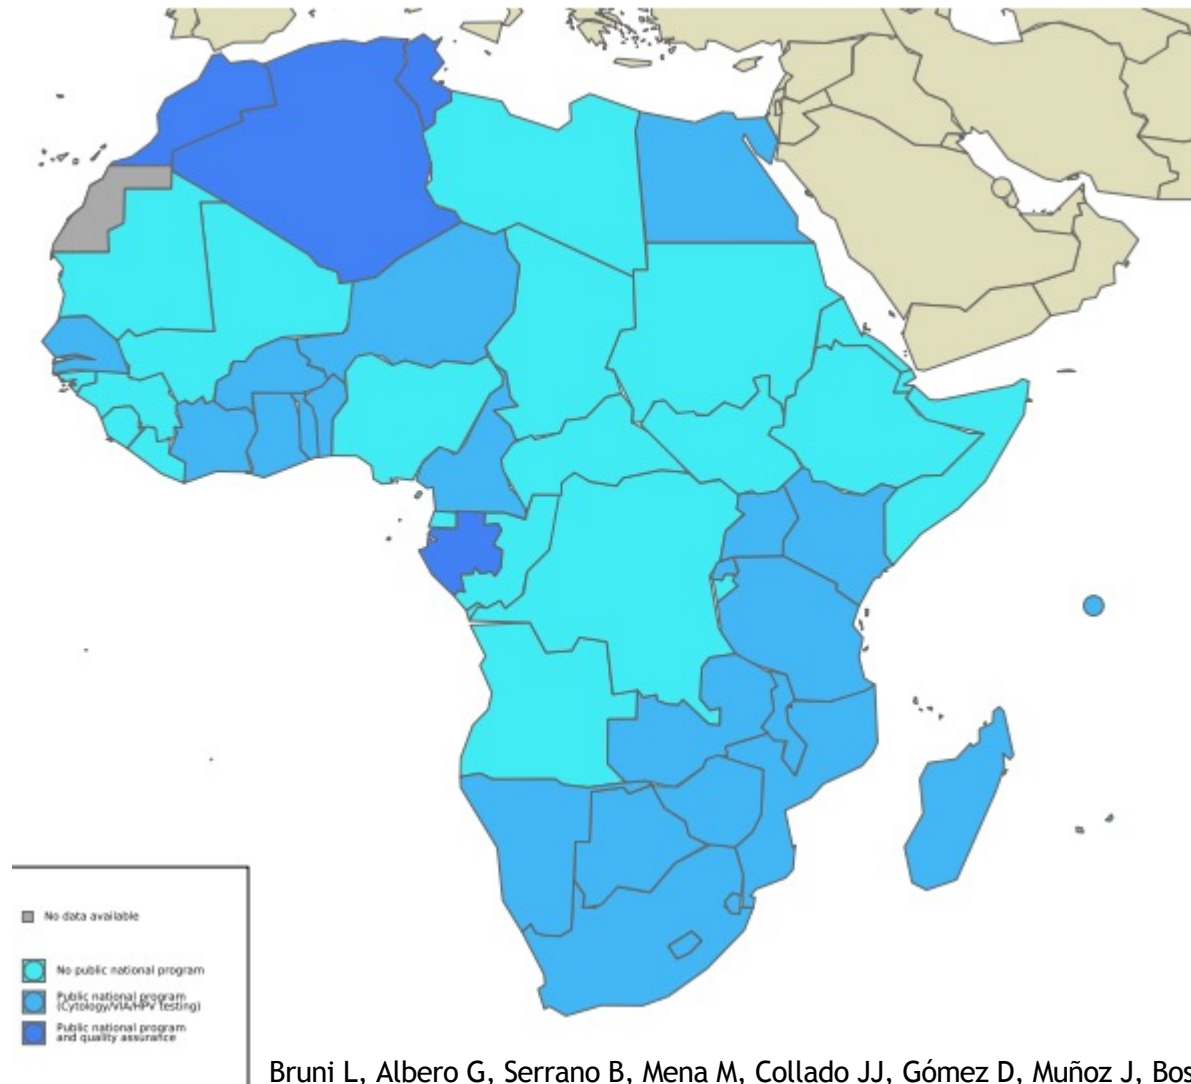 No data available
No public national program
Public national program
(Cytology/VIA/HPV testing)
Public national program
and quality assurance
Bruni L, Albero G, Serrano B, Mena M, Collado JJ, Gómez D, Muñoz J, Bos